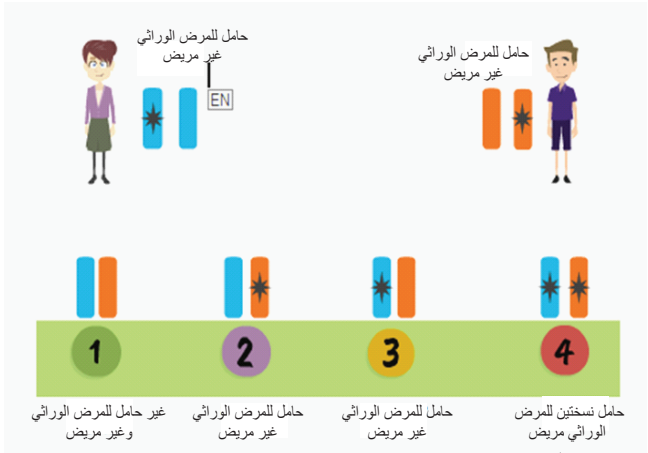 حامل للمرض الوراثي
غير مريض
EN
حامل للمرض الوراثي
غير مريض
1
2
3
4
غير حامل للمرض الوراثي
وغير مريض
حامل للمرض الوراثي
غير مريض
حامل للمرض الوراثي
غير مريض
حامل نسختين للمرض
الوراثي مريض